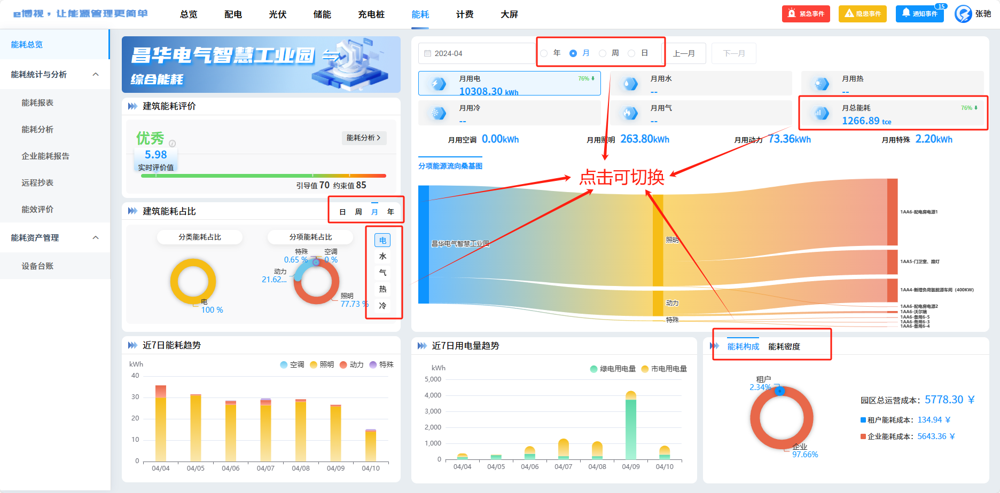 e博视，让能源管理更简单
总览
配电
光伏
储能
充电桩
能耗
计费
大屏
紧急事件
隐患事件
通知事件
15
张驰
能耗总览
能耗统计与分析
能耗报表
能耗分析
企业能耗报告
远程抄表
能效评价
能耗资产管理
设备台账
昌华电气智慧工业园
综合能耗
建筑能耗评价
优秀
能耗分析
5.98
实时评价值
引导值 70 约束值 85
建筑能耗占比
日 周 月 年
分类能耗占比
分项能耗占比
电
水
气
热
冷
电
100 %
特殊
0.65 %
空调
0 %
动力
21.62...
照明
77.73 %
2024-04
年 月 周 日
上一月
下一月
月用电
76%
10308.30 kWh
月用水
--
月用热
--
月用冷
--
月用气
--
月总能耗
76%
1266.89 tce
月用空调 0.00kWh
月用照明 263.80kWh
月用动力 73.36kWh
月用特殊 2.20kWh
分项能源流向桑基图
点击可切换
昌华电气智慧工业园
照明
动力
特殊
1AA6-配电房电源1
1AA5-门卫室、路灯
1AA4-新增负荷氢能源车间（400KW）
1AA6-配电房电源2
1AA6-沃尔瑞
1AA6-备用6-5
1AA6-备用6-3
1AA6-备用6-4
近7日能耗趋势
kWh
空调 照明 动力 特殊
40
30
20
10
0
04/04 04/05 04/06 04/07 04/08 04/09 04/10
近7日用电量趋势
kWh
绿电用电量 市电用电量
5,000
4,000
3,000
2,000
1,000
0
04/04 04/05 04/06 04/07 04/08 04/09 04/10
能耗构成 能耗密度
租户
2.34%
企业
97.66%
园区总运营成本：5778.30 ￥
租户能耗成本：134.94 ￥
企业能耗成本：5643.36 ￥